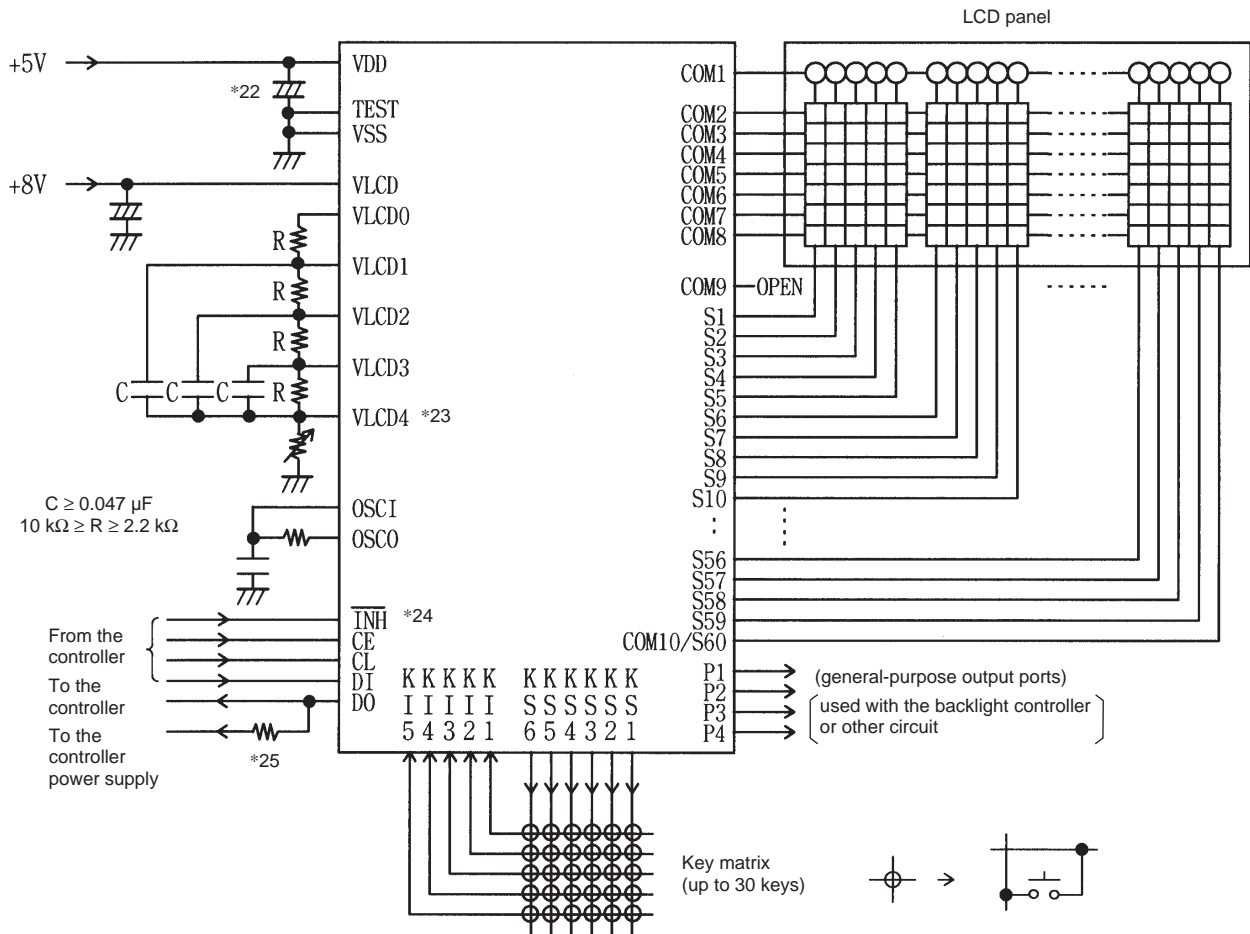 LCD panel
+5V
VDD
*22
TEST
VSS
+8V
VLCD
VLCD0
R
VLCD1
R
VLCD2
R
VLCD3
C
C
C
R
VLCD4 *23
C ≥ 0.047 µF
10 kΩ ≥ R ≥ 2.2 kΩ
OSCI
OSCO
From the
controller
INH *24
CE
CL
DI
To the
controller
DO
To the
controller
power supply
*25
COM1
COM2
COM3
COM4
COM5
COM6
COM7
COM8
COM9 OPEN
S1
S2
S3
S4
S5
S6
S7
S8
S9
S10
S56
S57
S58
S59
COM10/S60
P1
P2
P3
P4
(general-purpose output ports)
used with the backlight controller
or other circuit
K K K K K K K K K K K
I I I I I S S S S S S
5 4 3 2 1 6 5 4 3 2 1
Key matrix
(up to 30 keys)